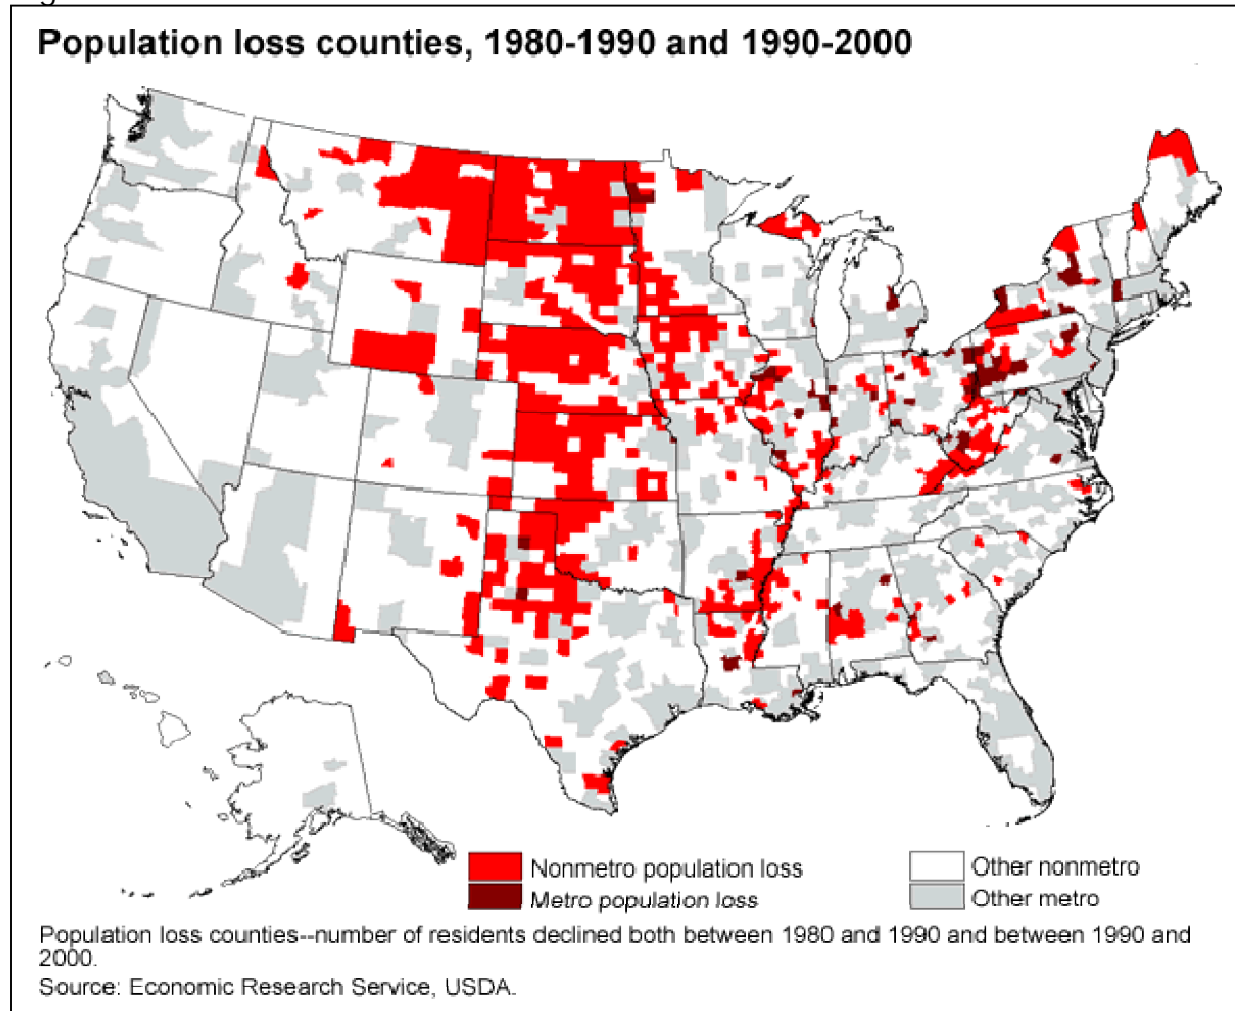 Population loss counties, 1980-1990 and 1990-2000
Nonmetro population loss
Metro population loss
Other nonmetro
Other metro
Population loss counties--number of residents declined both between 1980 and 1990 and between 1990 and
2000.
Source: Economic Research Service, USDA.